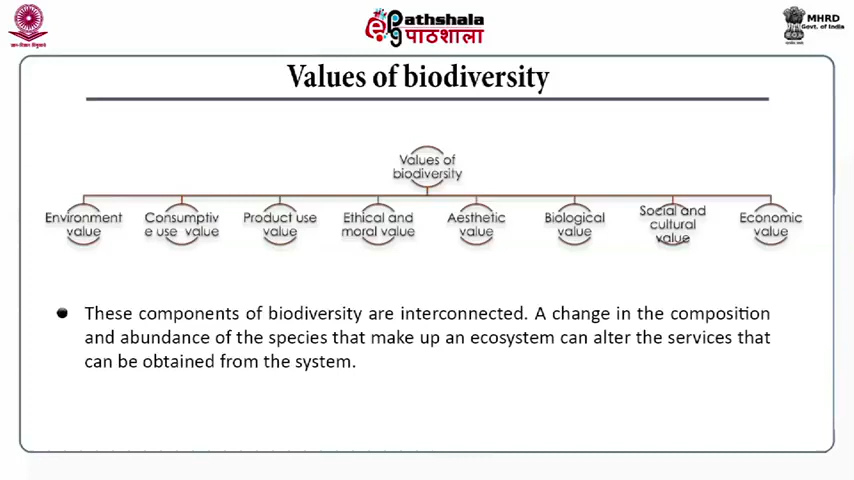 Pathshala
पाठशाला
MHRD
Govt. of India
Values of biodiversity
Values of
biodiversity
Environment
value
Consumptiv
e use value
Product use
value
Ethical and
moral value
Aesthetic
value
Biological
value
Social and
cultural
value
Economic
value
These components of biodiversity are interconnected. A change in the composition
and abundance of the species that make up an ecosystem can alter the services that
can be obtained from the system.